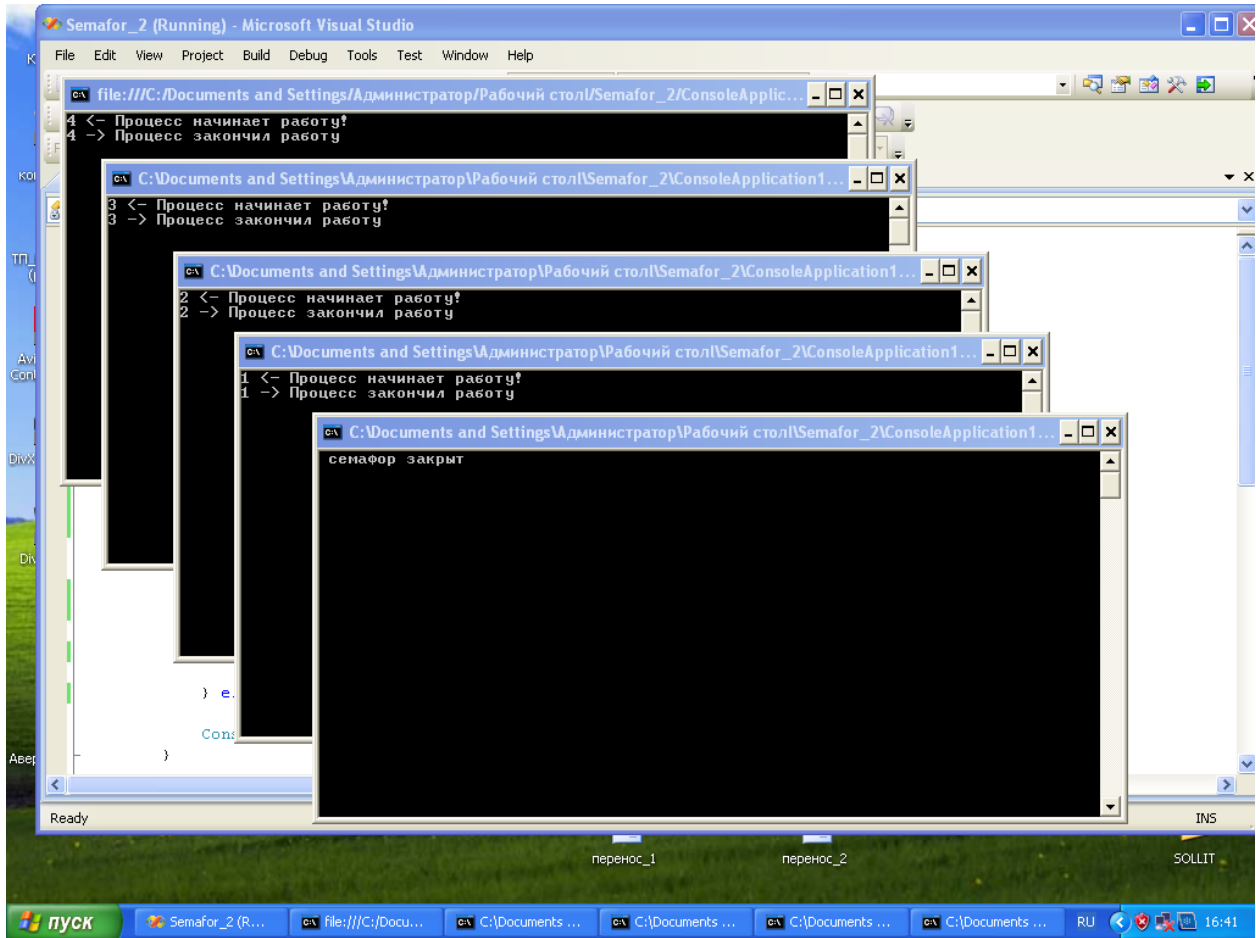 Semafor_2 (Running) - Microsoft Visual Studio
File Edit View Project Build Debug Tools Test Window Help
file:///C:/Documents and Settings/Администратор/Рабочий стол/Semafor_2/ConsoleApplic...
4 <- Процесс начинает работу!
4 -> Процесс закончил работу
C:\Documents and Settings\Администратор\Рабочий стол\Semafor_2\ConsoleApplication1...
3 <- Процесс начинает работу!
3 -> Процесс закончил работу
C:\Documents and Settings\Администратор\Рабочий стол\Semafor_2\ConsoleApplication1...
2 <- Процесс начинает работу!
2 -> Процесс закончил работу
C:\Documents and Settings\Администратор\Рабочий стол\Semafor_2\ConsoleApplication1...
1 <- Процесс начинает работу!
1 -> Процесс закончил работу
C:\Documents and Settings\Администратор\Рабочий стол\Semafor_2\ConsoleApplication1...
семафор закрыт
} e
Cons
}
Ready INS
перенос_1 перенос_2 SOLLIT
пуск Semafor_2 (R... file:///C:/Docu... C:\Documents ... C:\Documents ... C:\Documents ... C:\Documents ... RU 16:41